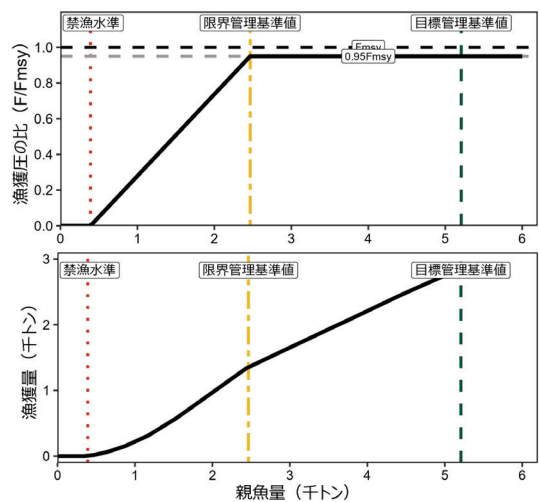 禁漁水準 限界管理基準値 目標管理基準値
漁獲圧の比（F/Fmsy）
1.0
0.8
0.6
0.4
0.2
0.0
Fmsy
0.95Fmsy
0 1 2 3 4 5 6
禁漁水準 限界管理基準値 目標管理基準値
漁獲量（千トン）
3
2
1
0
0 1 2 3 4 5 6
親魚量（千トン）